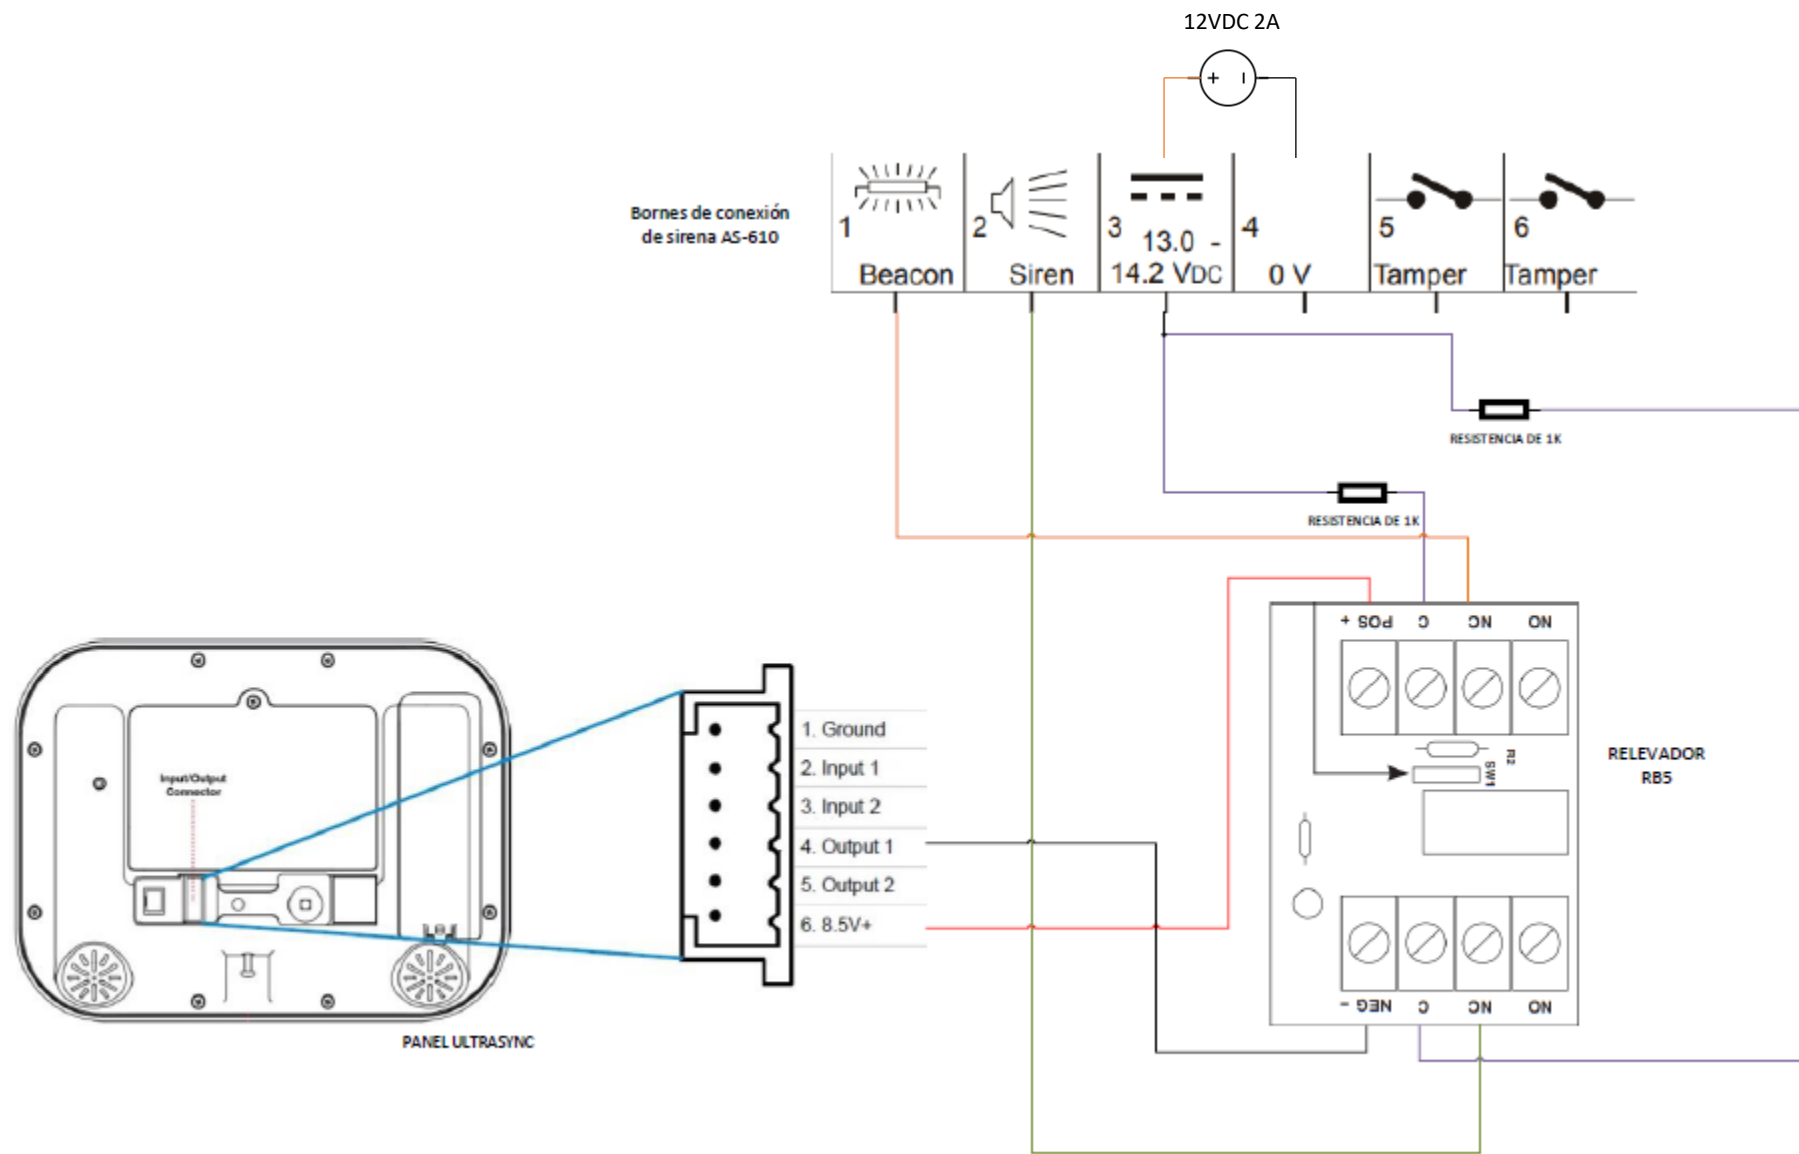 12VDC 2A
+ -
Bornes de conexión
de sirena AS-610
1
Beacon
2
Siren
3
13.0 -
14.2 VDC
4
0 V
5
Tamper
6
Tamper
RESISTENCIA DE 1K
RESISTENCIA DE 1K
+ POS C NC NO
R2
SW1
RELEVADOR
RB5
- NEG C NC NO
Input/Output
Connector
1. Ground
2. Input 1
3. Input 2
4. Output 1
5. Output 2
6. 8.5V+
PANEL ULTRASYNC